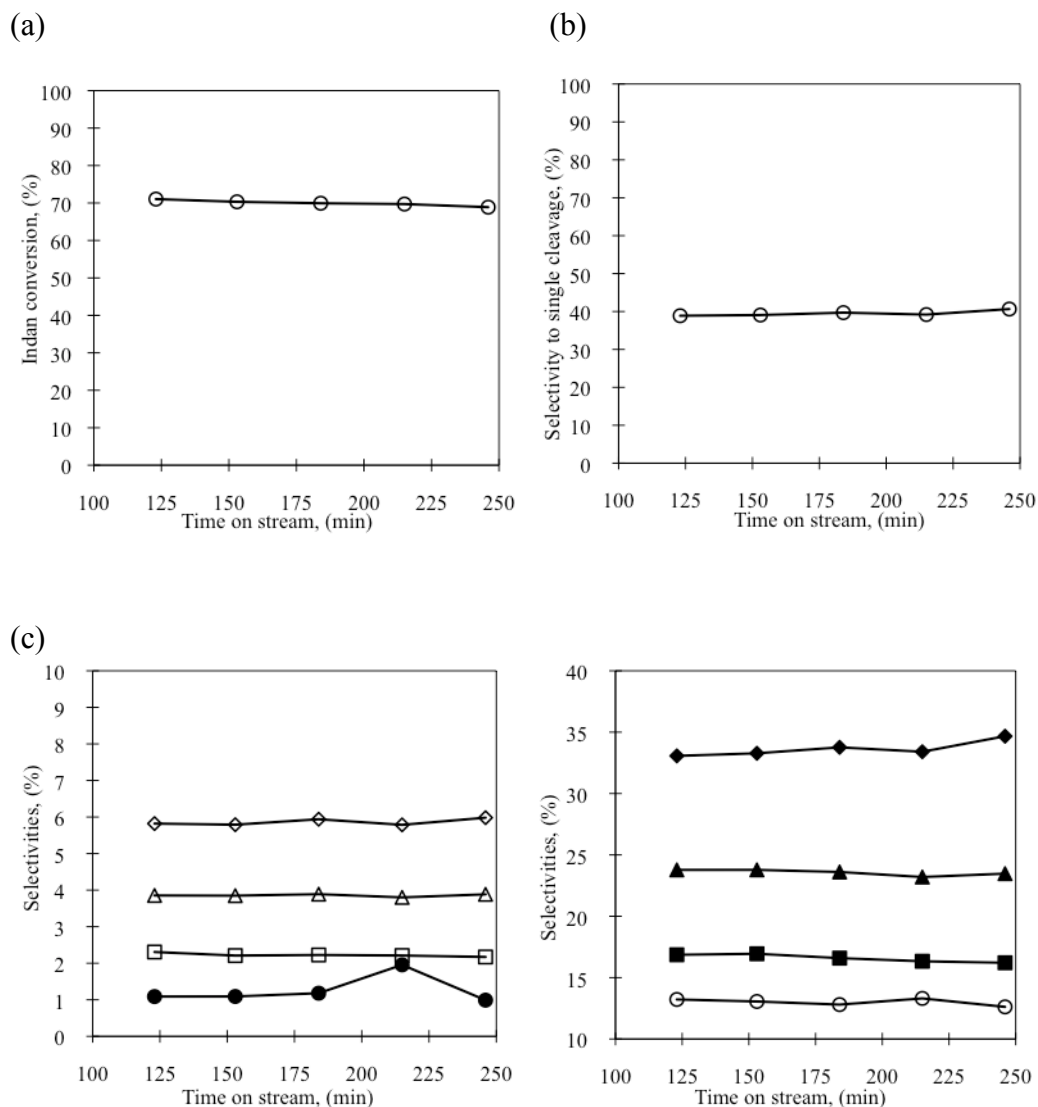 (a)
(b)
100
90
80
70
60
50
40
30
20
10
0
Indan conversion, (%)
100 125 150 175 200 225 250
Time on stream, (min)
100
90
80
70
60
50
40
30
20
10
0
Selectivity to single cleavage, (%)
100 125 150 175 200 225 250
Time on stream, (min)
(c)
10
9
8
7
6
5
4
3
2
1
0
Selectivities, (%)
100 125 150 175 200 225 250
Time on stream, (min)
40
35
30
25
20
15
10
Selectivities, (%)
100 125 150 175 200 225 250
Time on stream, (min)